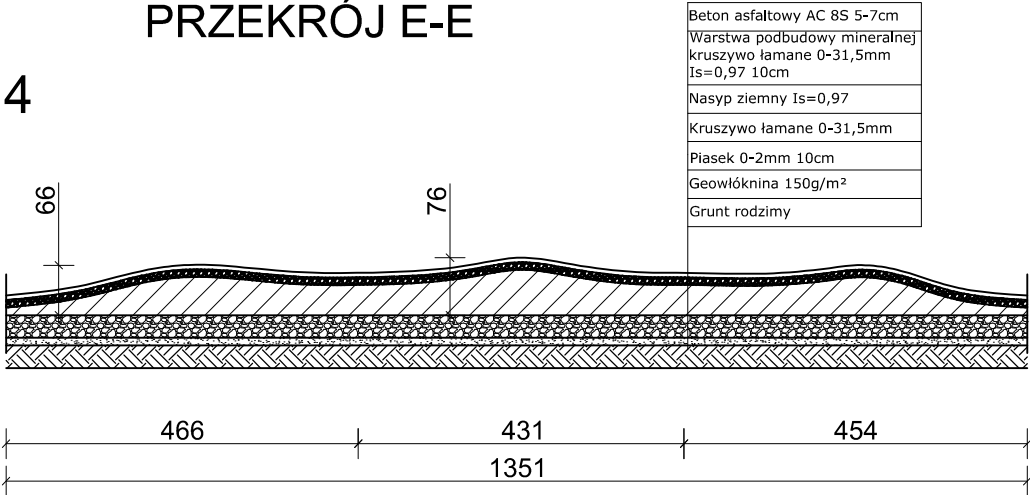 PRZEKRÓJ E-E
4
Beton asfaltowy AC 8S 5-7cm
Warstwa podbudowy mineralnej
kruszywo łamane 0-31,5mm
Is=0,97 10cm
Nasyp ziemny Is=0,97
Kruszywo łamane 0-31,5mm
Piasek 0-2mm 10cm
Geowłóknina 150g/m²
Grunt rodzimy
66
76
466
431
454
1351